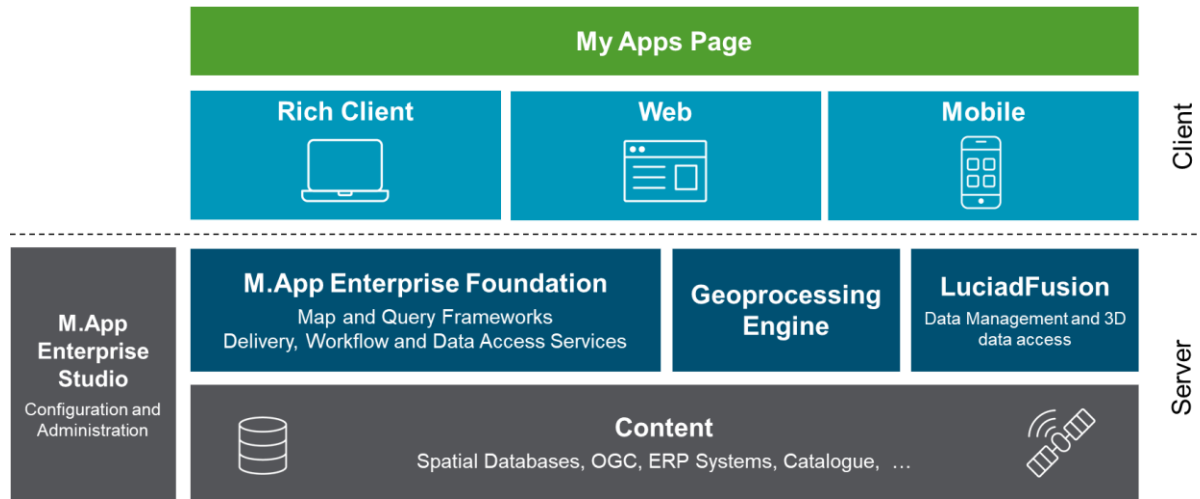 My Apps Page
Rich Client
Web
Mobile
Client
M.App
Enterprise
Studio
Configuration and
Administration
M.App Enterprise Foundation
Map and Query Frameworks
Delivery, Workflow and Data Access Services
Geoprocessing
Engine
LuciadFusion
Data Management and 3D
data access
Server
Content
Spatial Databases, OGC, ERP Systems, Catalogue, …